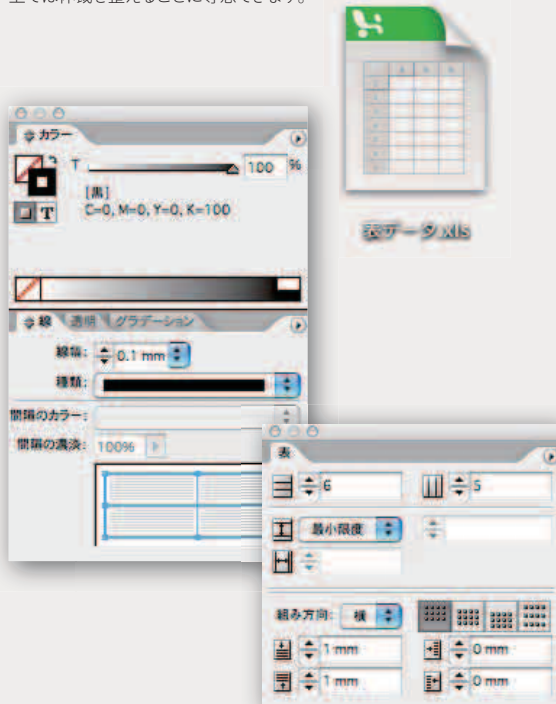 表データ.xls
カラー
T 100 %
[黒]
C=0, M=0, Y=0, K=100
T
線 透明 グラデーション
線幅: 0.1 mm
種類:
間隔のカラー:
間隔の濃淡: 100%
表
6 5
最小限度
組み方向: 横
1 mm 0 mm
1 mm 0 mm